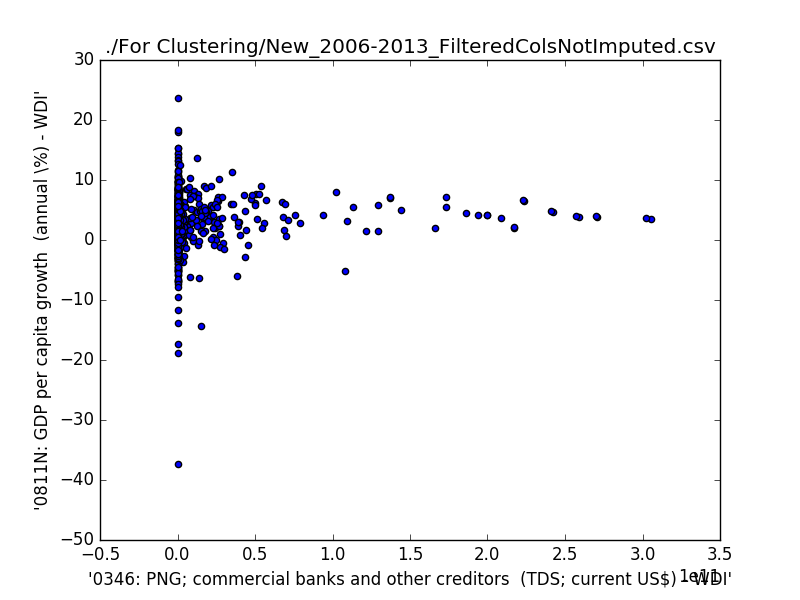 ./For Clustering/New_2006-2013_FilteredColsNotImputed.csv
30
20
10
0
−10
−20
−30
−40
−50
'0811N: GDP per capita growth (annual \%) - WDI'
−0.5 0.0 0.5 1.0 1.5 2.0 2.5 3.0 3.5
1e11
'0346: PNG; commercial banks and other creditors (TDS; current US$) - WDI'